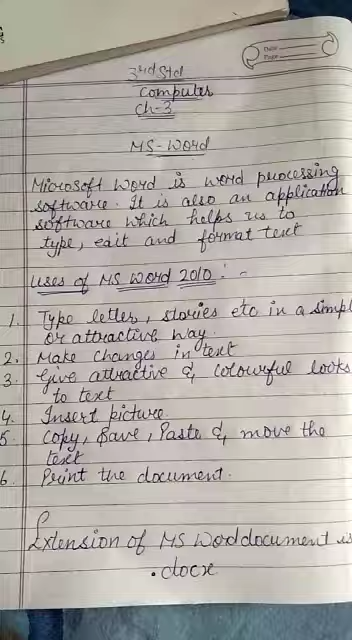 Date
Page
3rd Std
Computer
Ch-3
MS-Word
Microsoft Word is word processing
software. It is also an application
software which helps us to
type, edit and format text
Uses of MS Word 2010:-
1. Type letter, stories etc in a simpl
or attractive way.
2. Make changes in text
3. Give attractive & colourful looks
to text
4. Insert picture.
5. Copy, Save, Paste & move the
text
6. Print the document.
Extension of MS Word document is
.docx